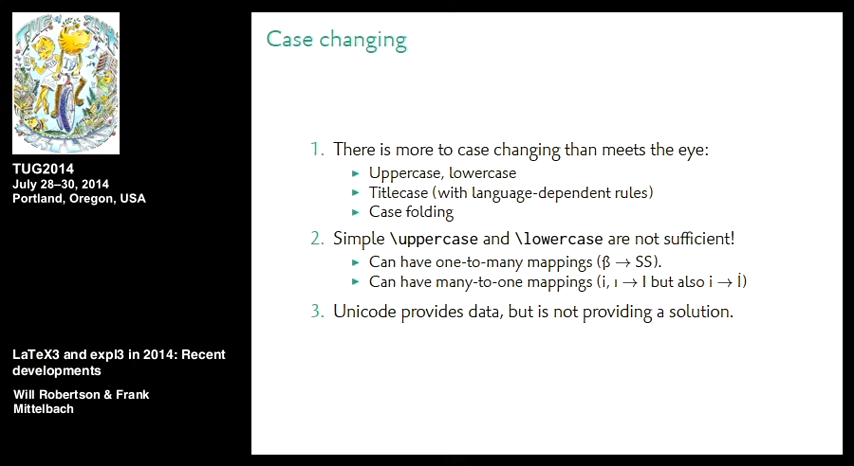 TUG2014
July 28–30, 2014
Portland, Oregon, USA
LaTeX3 and expl3 in 2014: Recent
developments
Will Robertson & Frank
Mittelbach
Case changing
1. There is more to case changing than meets the eye:
► Uppercase, lowercase
► Titlecase (with language-dependent rules)
► Case folding
2. Simple \uppercase and \lowercase are not sufficient!
► Can have one-to-many mappings (ß → SS).
► Can have many-to-one mappings (i, ı → I but also i → İ)
3. Unicode provides data, but is not providing a solution.